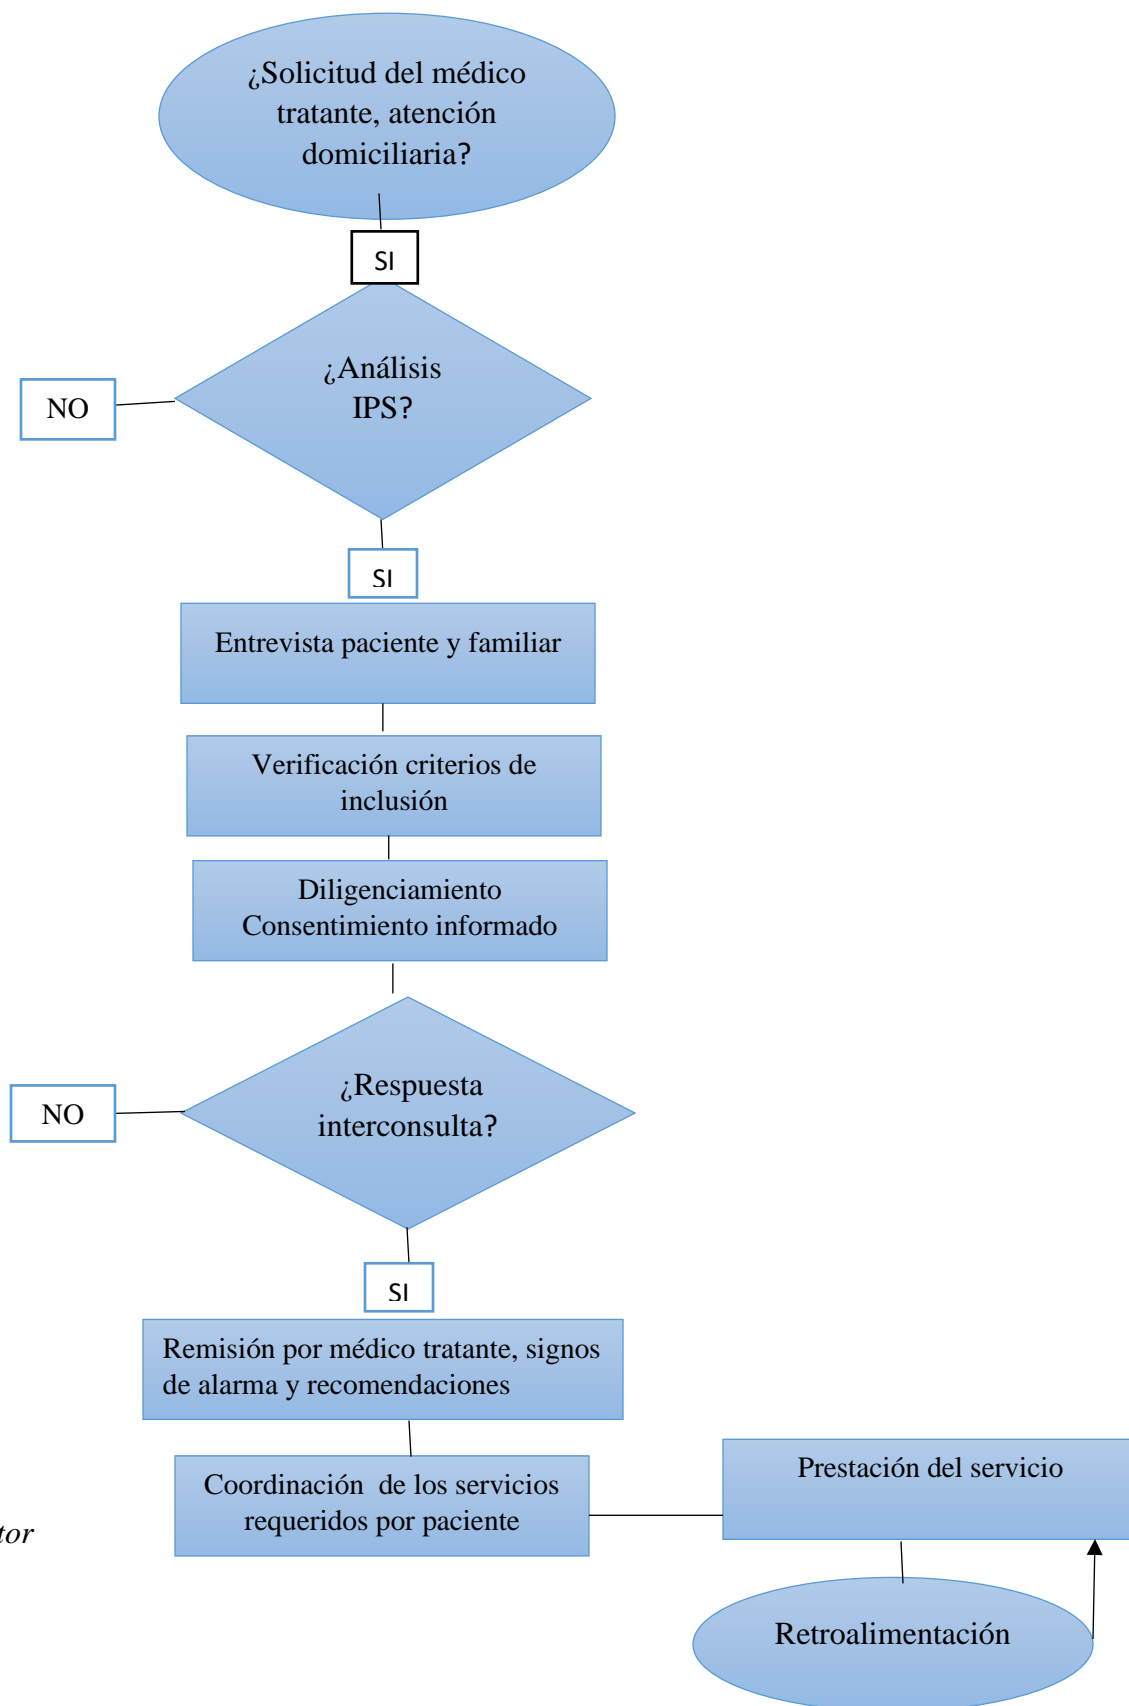 ¿Solicitud del médico
tratante, atención
domiciliaria?
SI
¿Análisis
IPS?
NO
SI
Entrevista paciente y familiar
Verificación criterios de
inclusión
Diligenciamiento
Consentimiento informado
¿Respuesta
interconsulta?
NO
SI
Remisión por médico tratante, signos
de alarma y recomendaciones
Coordinación de los servicios
requeridos por paciente
Prestación del servicio
tor
Retroalimentación